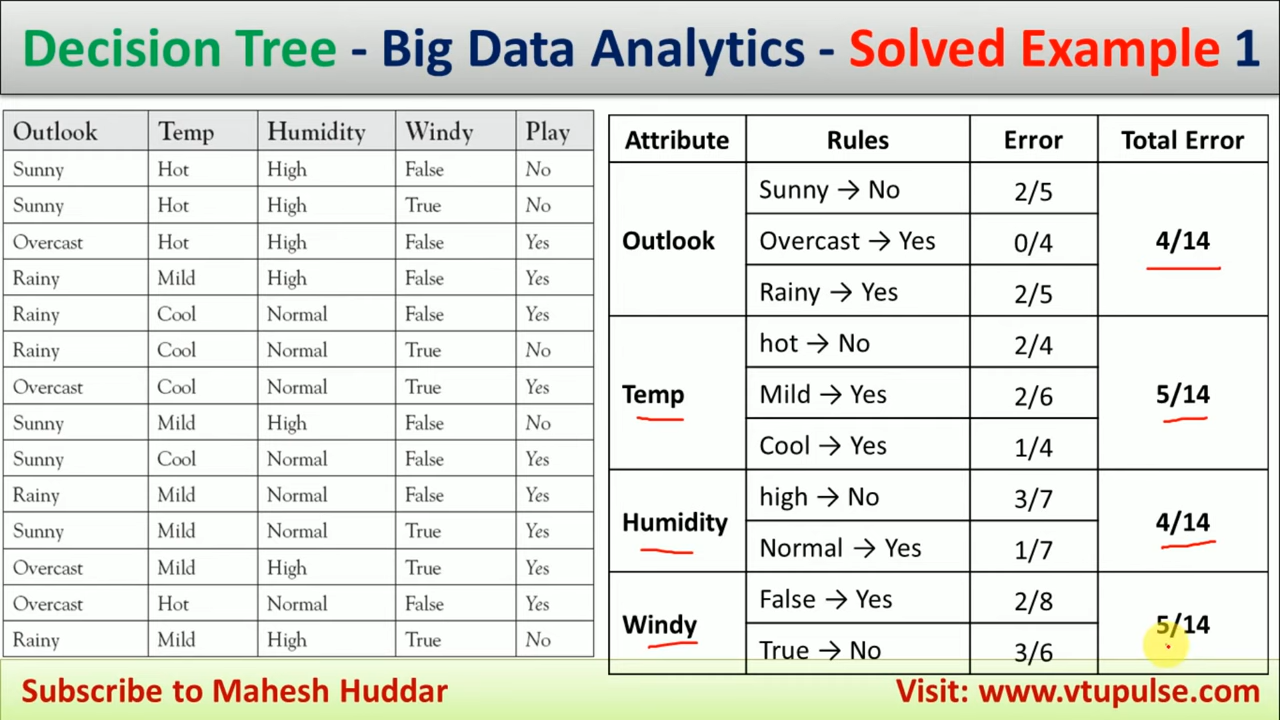 Decision Tree - Big Data Analytics - Solved Example 1
Outlook Temp Humidity Windy Play
Sunny Hot High False No
Sunny Hot High True No
Overcast Hot High False Yes
Rainy Mild High False Yes
Rainy Cool Normal False Yes
Rainy Cool Normal True No
Overcast Cool Normal True Yes
Sunny Mild High False No
Sunny Cool Normal False Yes
Rainy Mild Normal False Yes
Sunny Mild Normal True Yes
Overcast Mild High True Yes
Overcast Hot Normal False Yes
Rainy Mild High True No
Attribute Rules Error Total Error
Sunny → No 2/5
Outlook Overcast → Yes 0/4 4/14
Rainy → Yes 2/5
hot → No 2/4
Temp Mild → Yes 2/6 5/14
Cool → Yes 1/4
high → No 3/7
Humidity 4/14
Normal → Yes 1/7
False → Yes 2/8
Windy 5/14
True → No 3/6
Subscribe to Mahesh Huddar Visit: www.vtupulse.com